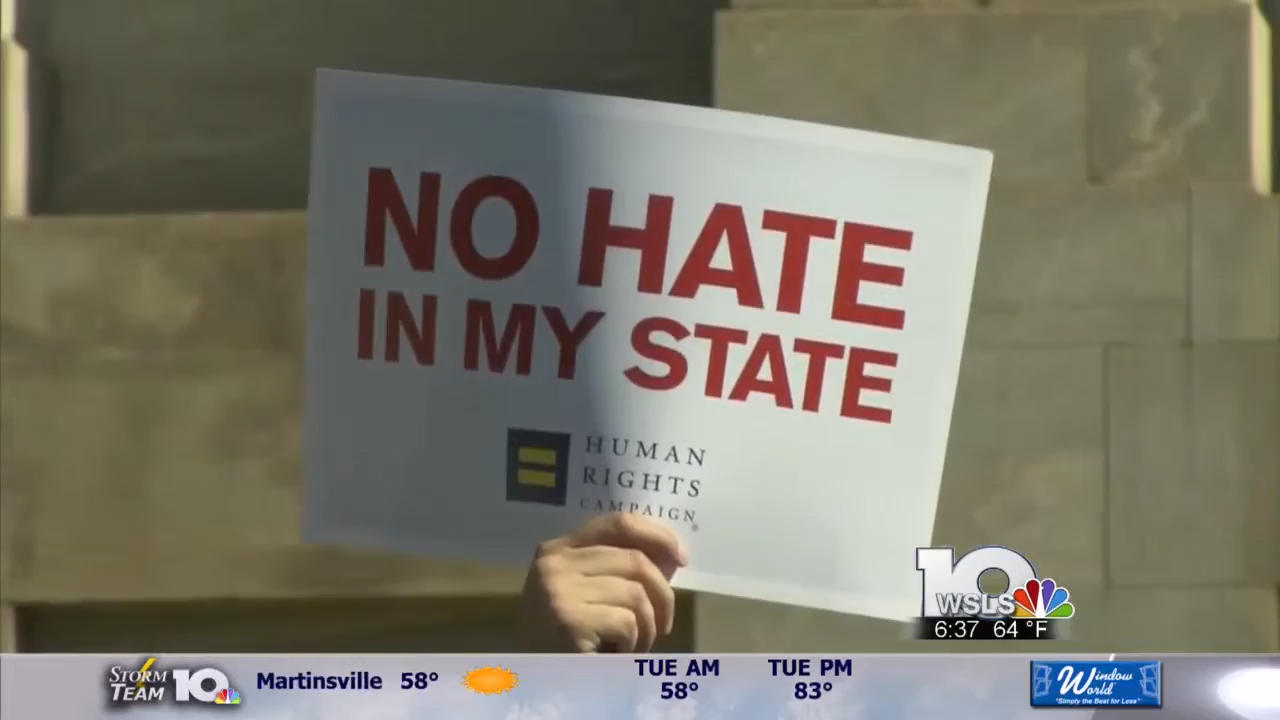 NO HATE
IN MY STATE
HUMAN
RIGHTS
CAMPAIGN
10
WSLS
6:37 64 °F
STORM TEAM 10
Martinsville 58°
TUE AM
58°
TUE PM
83°
Window World
"Simply the Best for Less"